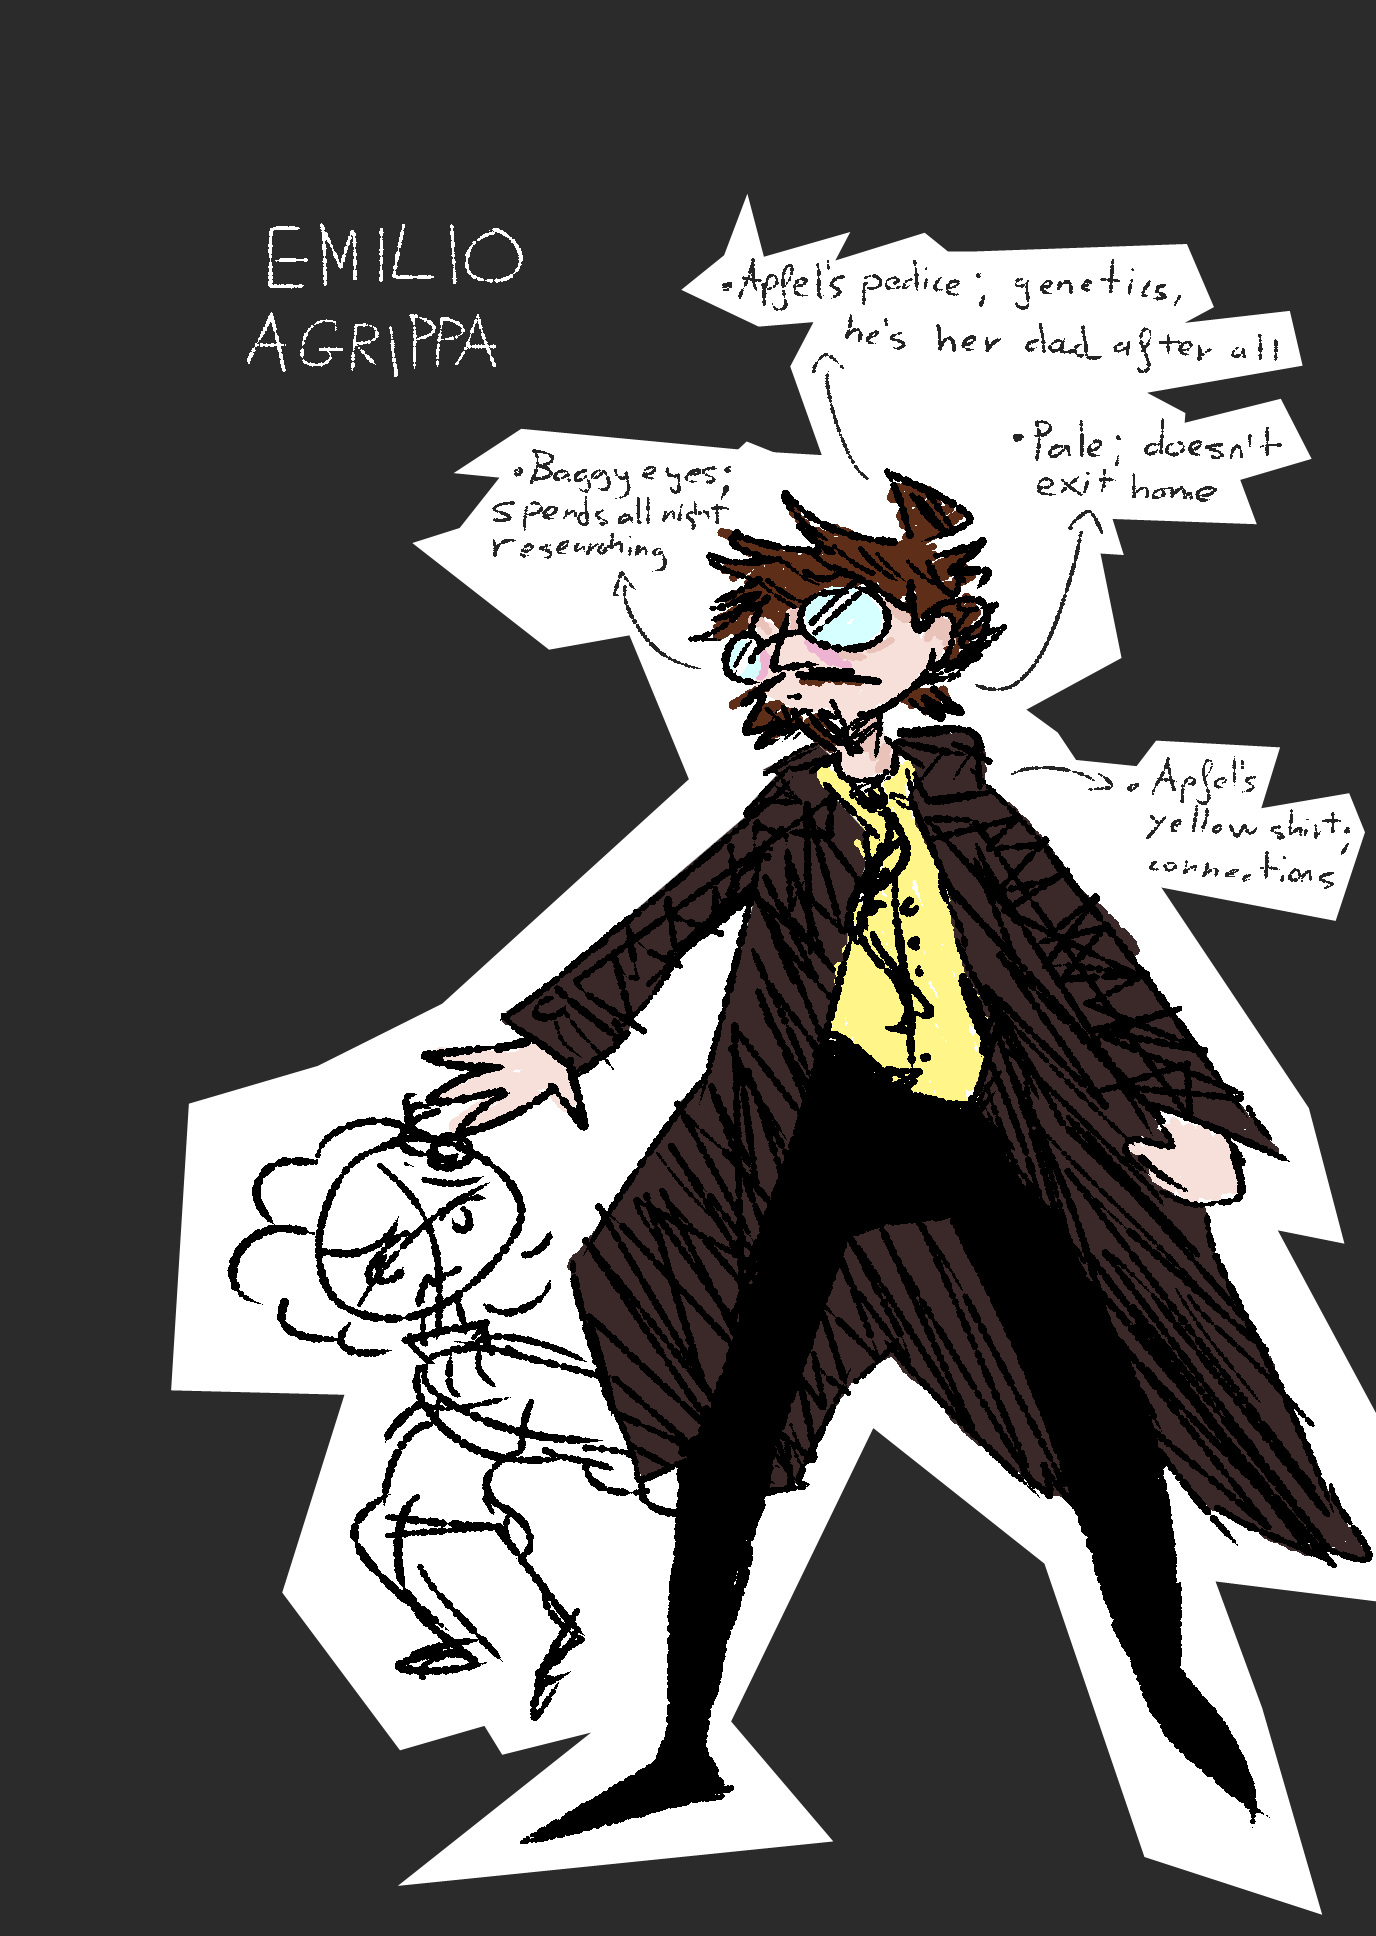 EMILIO
AGRIPPA
•Apfel's pedice; genetics,
he's her dad after all
•Pale; doesn't
exit home
•Baggy eyes;
spends all night
researching
•Apfel's
yellow shirt;
connections